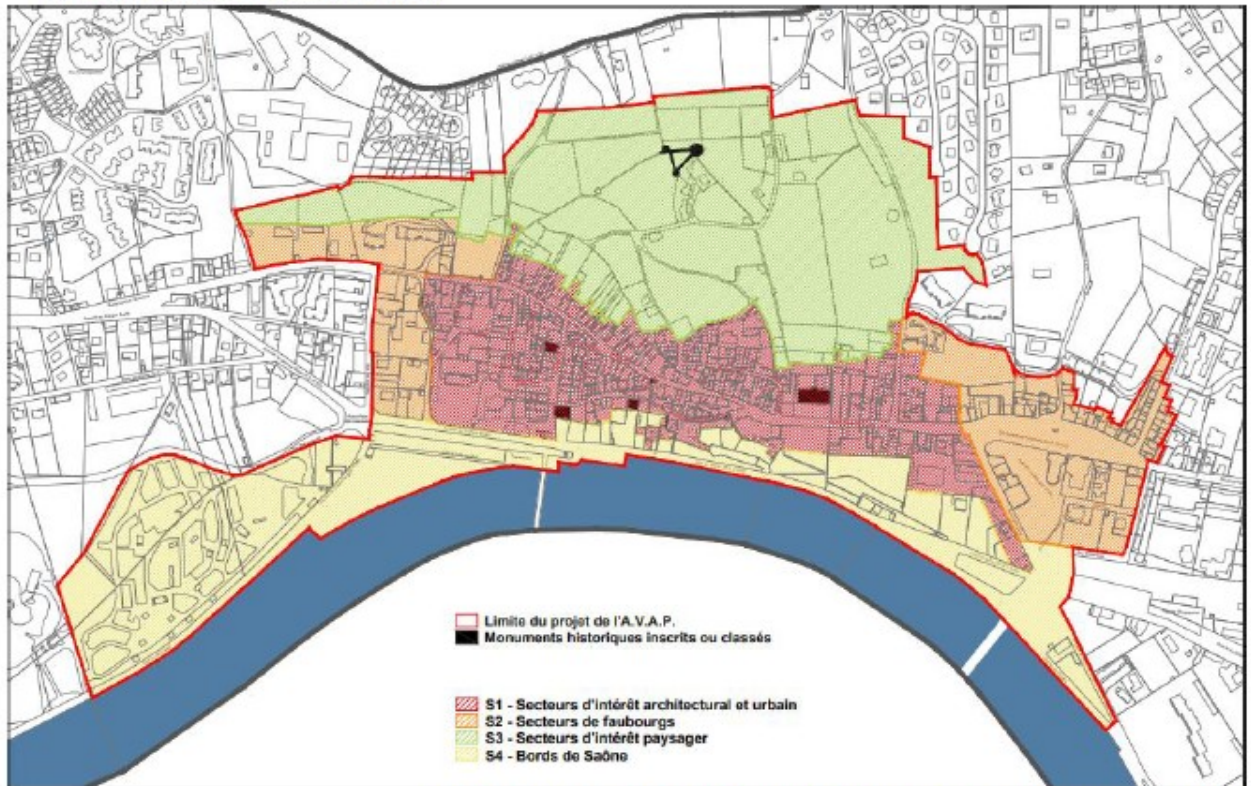 Limite du projet de l'A.V.A.P.
Monuments historiques inscrits ou classés
S1 - Secteurs d'intérêt architectural et urbain
S2 - Secteurs de faubourgs
S3 - Secteurs d'intérêt paysager
S4 - Bords de Saône